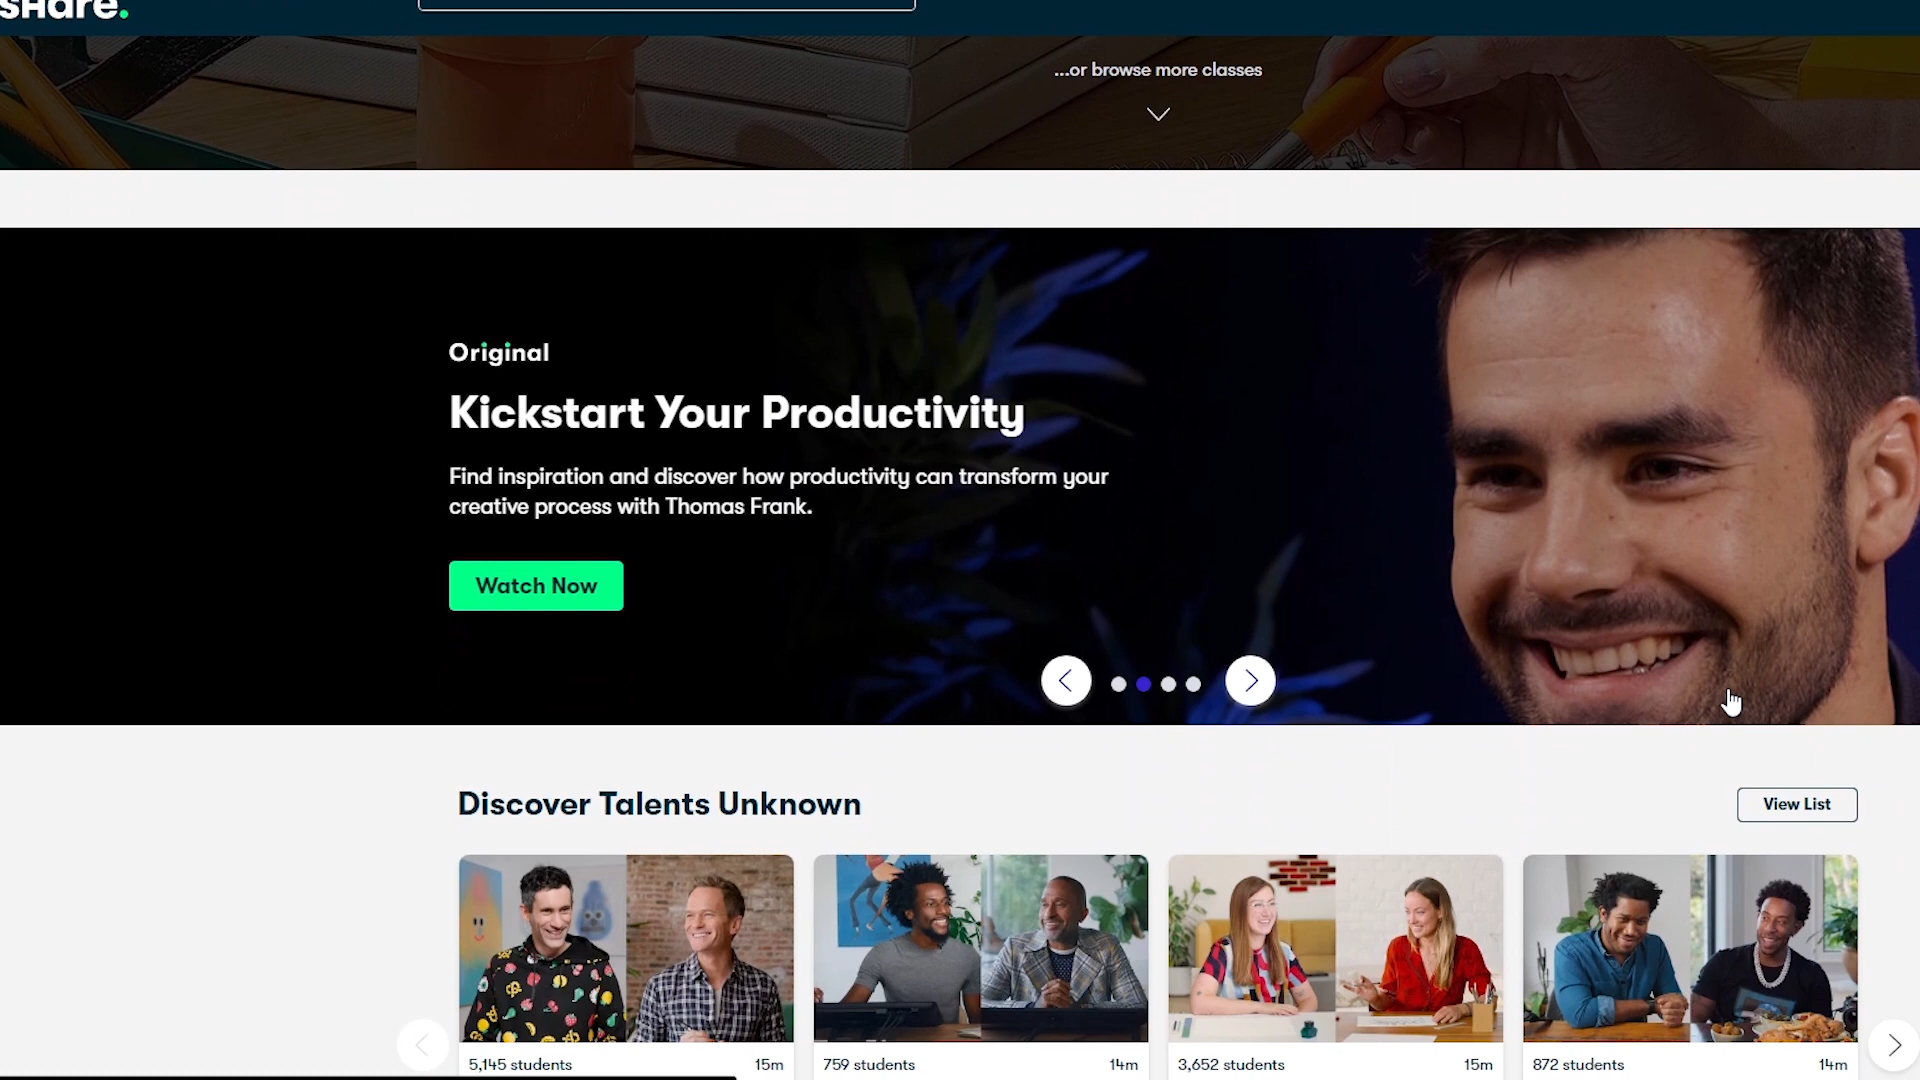 sHare.
...or browse more classes
Original
Kickstart Your Productivity
Find inspiration and discover how productivity can transform your
creative process with Thomas Frank.
Watch Now
Discover Talents Unknown
View List
5,145 students 15m
759 students 14m
3,652 students 15m
872 students 14m